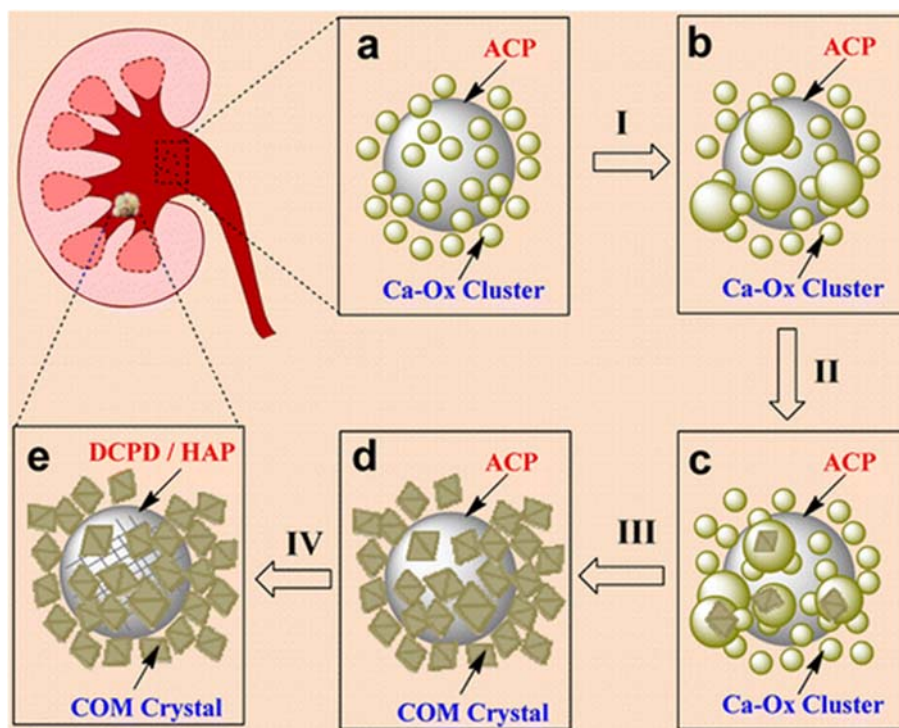 a
ACP
Ca-Ox Cluster
I
b
ACP
Ca-Ox Cluster
II
c
ACP
Ca-Ox Cluster
III
d
ACP
COM Crystal
IV
e
DCPD / HAP
COM Crystal